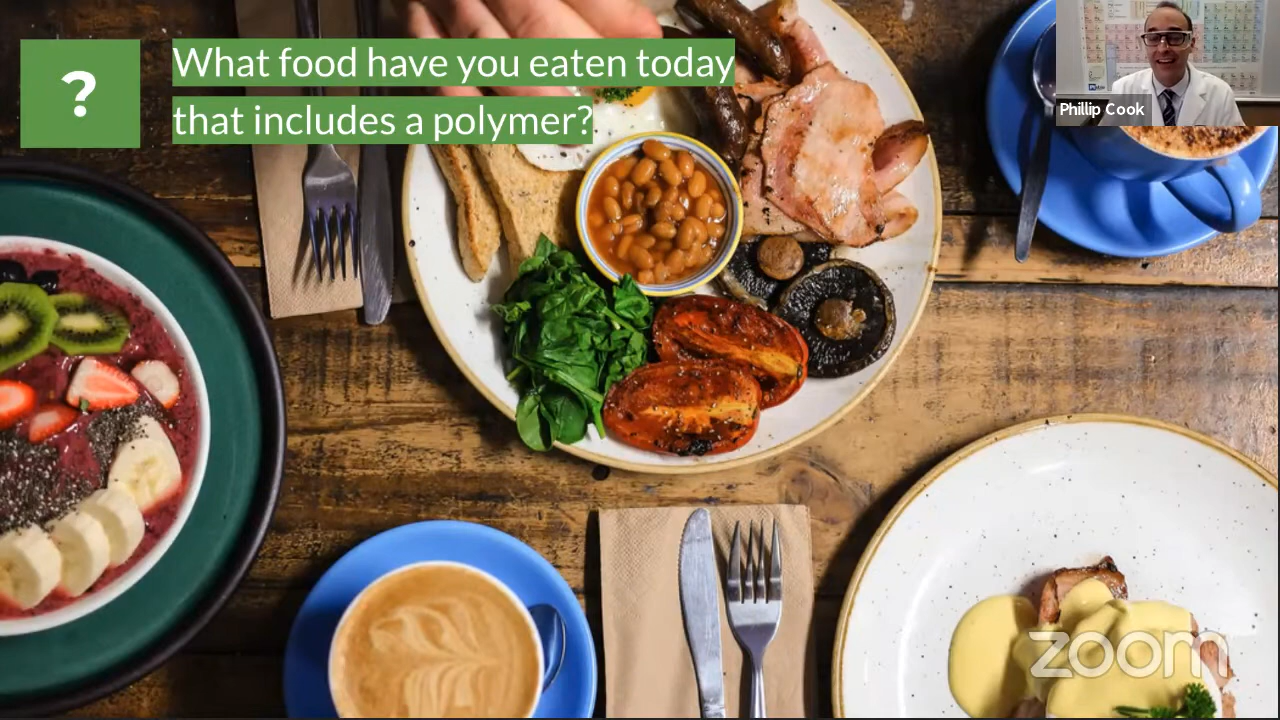 ?
What food have you eaten today
that includes a polymer?
Phillip Cook
zoom